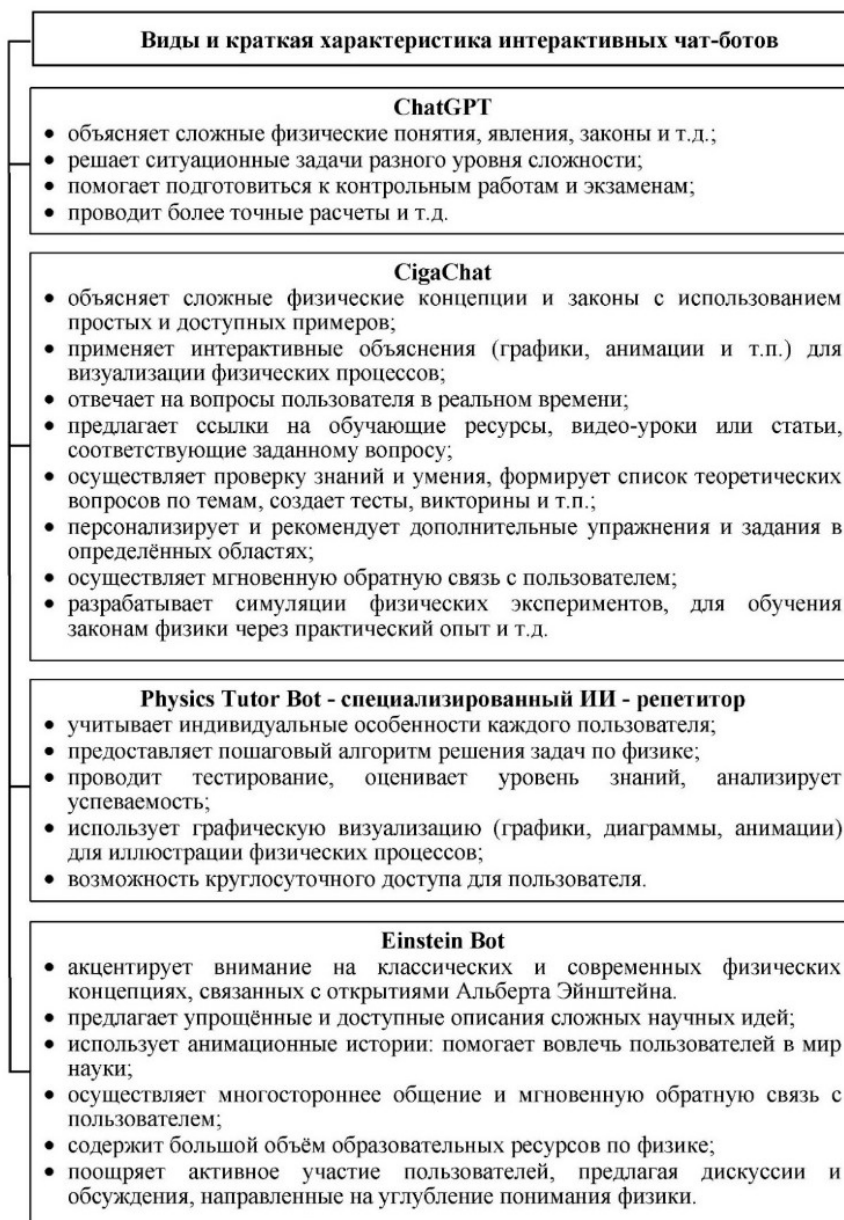 Виды и краткая характеристика интерактивных чат-ботов
ChatGPT
• объясняет сложные физические понятия, явления, законы и т.д.;
• решает ситуационные задачи разного уровня сложности;
• помогает подготовиться к контрольным работам и экзаменам;
• проводит более точные расчеты и т.д.
CigaChat
• объясняет сложные физические концепции и законы с использованием
простых и доступных примеров;
• применяет интерактивные объяснения (графики, анимации и т.п.) для
визуализации физических процессов;
• отвечает на вопросы пользователя в реальном времени;
• предлагает ссылки на обучающие ресурсы, видео-уроки или статьи,
соответствующие заданному вопросу;
• осуществляет проверку знаний и умения, формирует список теоретических
вопросов по темам, создает тесты, викторины и т.п.;
• персонализирует и рекомендует дополнительные упражнения и задания в
определённых областях;
• осуществляет мгновенную обратную связь с пользователем;
• разрабатывает симуляции физических экспериментов, для обучения
законам физики через практический опыт и т.д.
Physics Tutor Bot - специализированный ИИ - репетитор
• учитывает индивидуальные особенности каждого пользователя;
• предоставляет пошаговый алгоритм решения задач по физике;
• проводит тестирование, оценивает уровень знаний, анализирует
успеваемость;
• использует графическую визуализацию (графики, диаграммы, анимации)
для иллюстрации физических процессов;
• возможность круглосуточного доступа для пользователя.
Einstein Bot
• акцентирует внимание на классических и современных физических
концепциях, связанных с открытиями Альберта Эйнштейна.
• предлагает упрощённые и доступные описания сложных научных идей;
• использует анимационные истории: помогает вовлечь пользователей в мир
науки;
• осуществляет многостороннее общение и мгновенную обратную связь с
пользователем;
• содержит большой объём образовательных ресурсов по физике;
• поощряет активное участие пользователей, предлагая дискуссии и
обсуждения, направленные на углубление понимания физики.